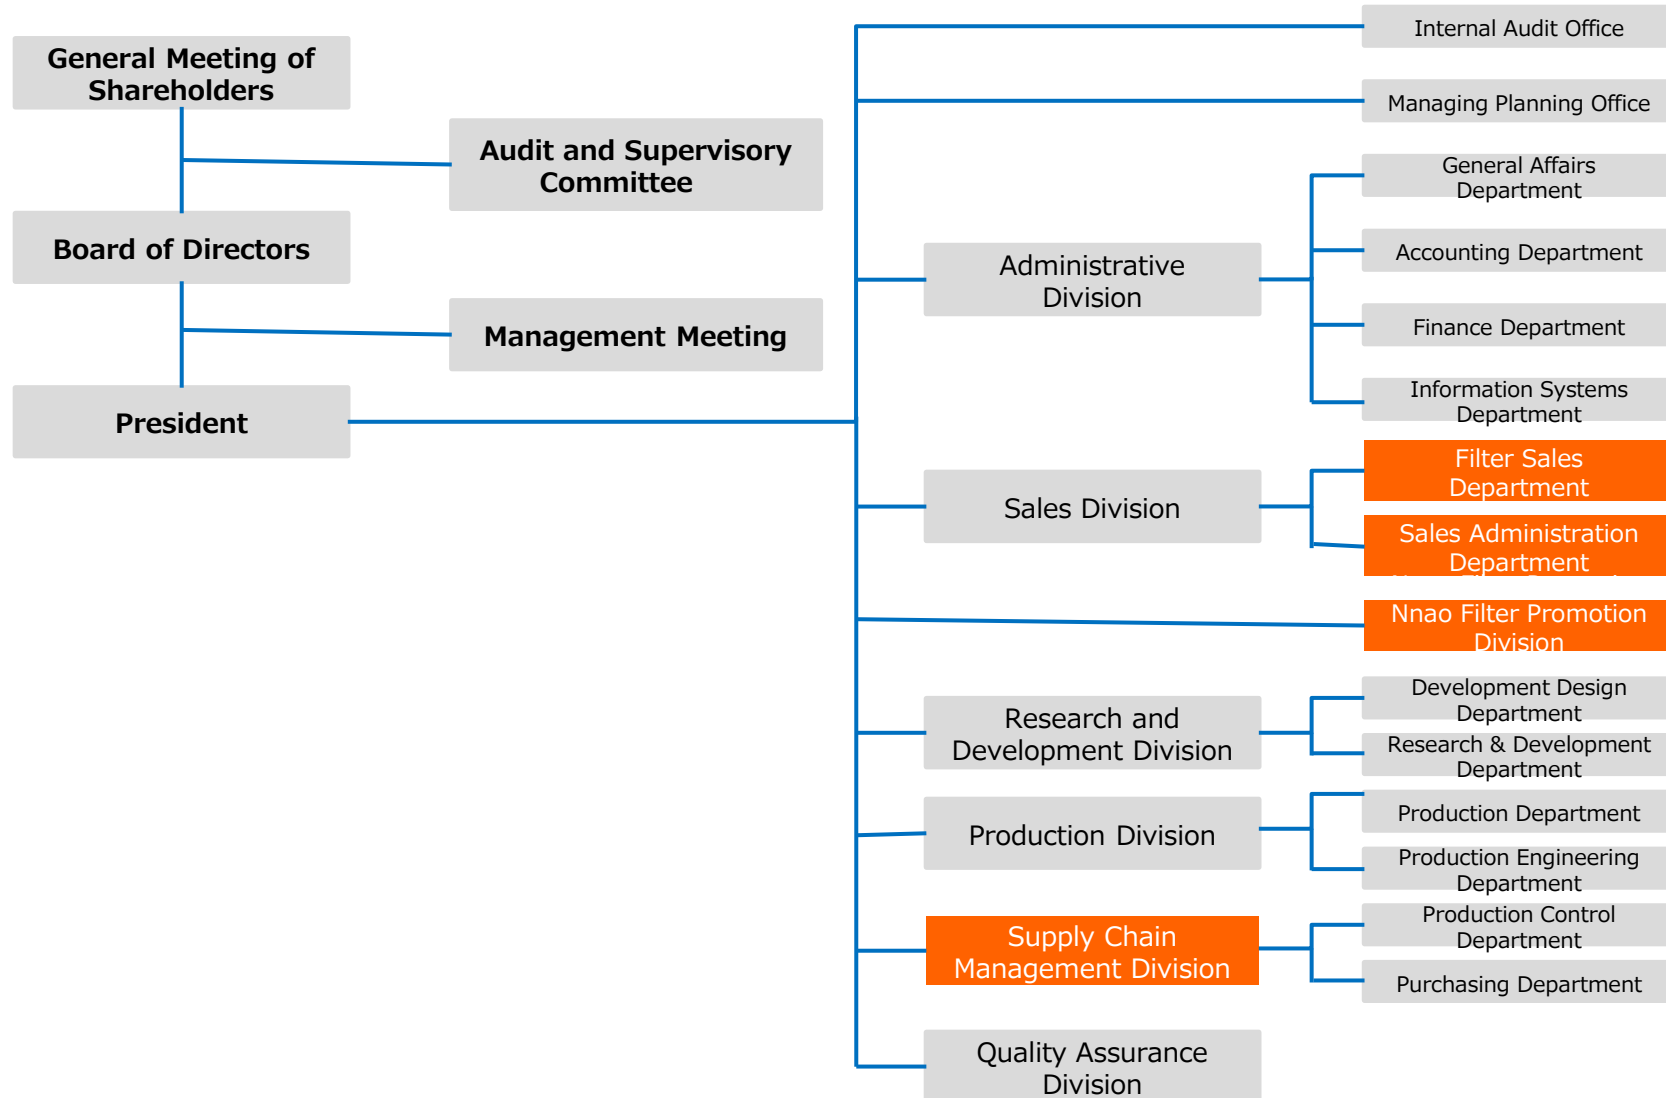 General Meeting of
Shareholders
Audit and Supervisory
Committee
Board of Directors
Management Meeting
President
Internal Audit Office
Managing Planning Office
Administrative
Division
General Affairs
Department
Accounting Department
Finance Department
Information Systems
Department
Sales Division
Filter Sales
Department
Sales Administration
Department
Nnao Filter Promotion
Division
Research and
Development Division
Development Design
Department
Research & Development
Department
Production Division
Production Department
Production Engineering
Department
Supply Chain
Management Division
Production Control
Department
Purchasing Department
Quality Assurance
Division